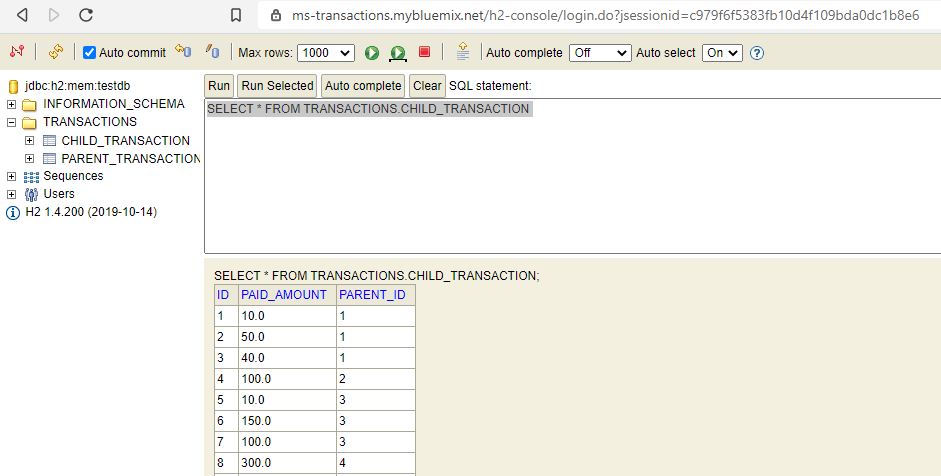 ms-transactions.mybluemix.net/h2-console/login.do?jsessionid=c979f6f5383fb10d4f109bda0dc1b8e6
Auto commit Max rows: 1000 Auto complete Off Auto select On
jdbc:h2:mem:testdb
INFORMATION_SCHEMA
TRANSACTIONS
CHILD_TRANSACTION
PARENT_TRANSACTION
Sequences
Users
H2 1.4.200 (2019-10-14)
Run Run Selected Auto complete Clear SQL statement:
SELECT * FROM TRANSACTIONS.CHILD_TRANSACTION
SELECT * FROM TRANSACTIONS.CHILD_TRANSACTION;
ID PAID_AMOUNT PARENT_ID
1 10.0 1
2 50.0 1
3 40.0 1
4 100.0 2
5 10.0 3
6 150.0 3
7 100.0 3
8 300.0 4